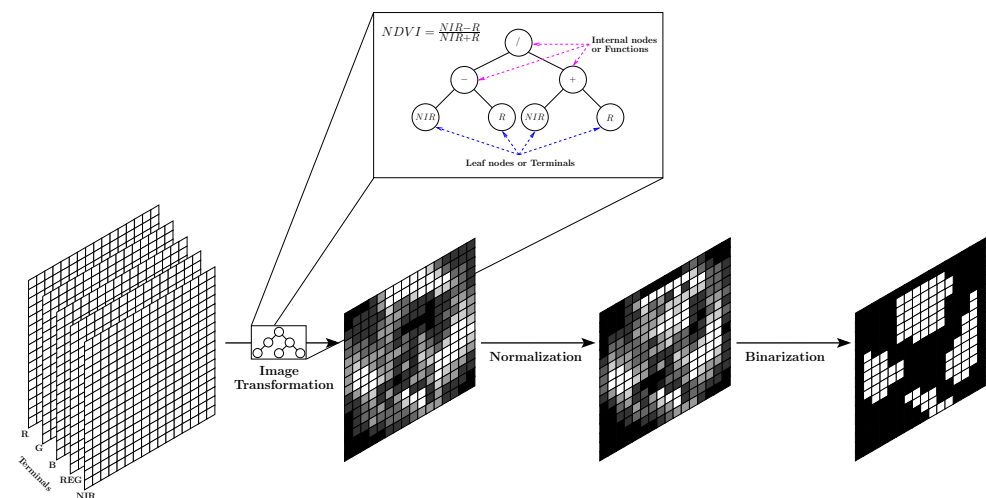 NDVI = NIR−R / NIR+R
/
Internal nodes
or Functions
−
+
NIR
R
NIR
R
Leaf nodes or Terminals
Image
Transformation
Normalization
Binarization
R
G
B
REG
NIR
Terminals